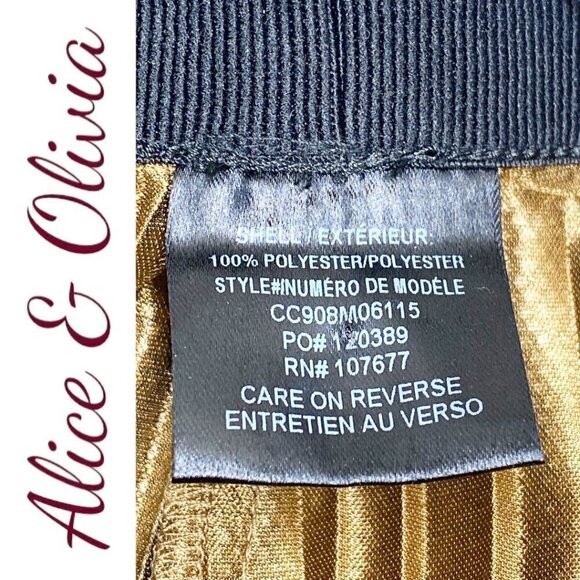 Alice & Olivia
SHELL / EXTÉRIEUR:
100% POLYESTER/POLYESTER
STYLE#/NUMÉRO DE MODÈLE
CC908M06115
PO# 120389
RN# 107677
CARE ON REVERSE
ENTRETIEN AU VERSO